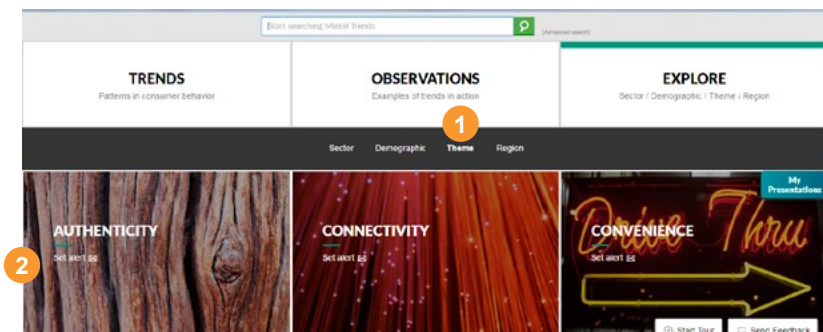 Start searching Mintel Trends
[Advanced search]
TRENDS
Patterns in consumer behavior
OBSERVATIONS
Examples of trends in action
EXPLORE
Sector / Demographic / Theme / Region
1
Sector Demographic Theme Region
My
Presentations
AUTHENTICITY
Set alert
CONNECTIVITY
Set alert
CONVENIENCE
Set alert
Drive Thru
2
Start Tour
Send Feedback